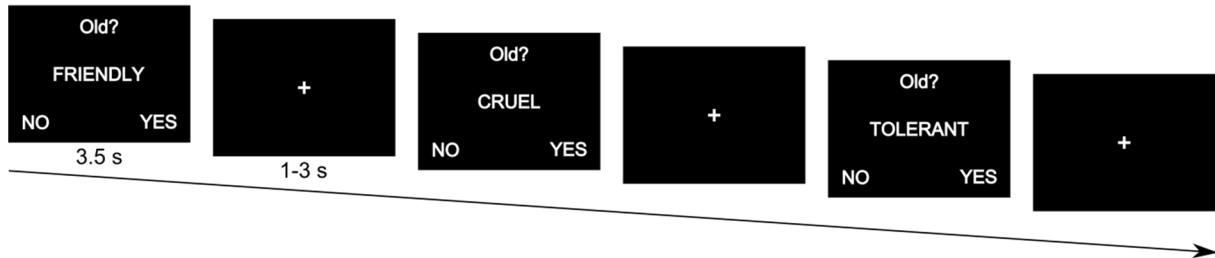 Old?
FRIENDLY
NO YES
3.5 s
+
1-3 s
Old?
CRUEL
NO YES
+
Old?
TOLERANT
NO YES
+